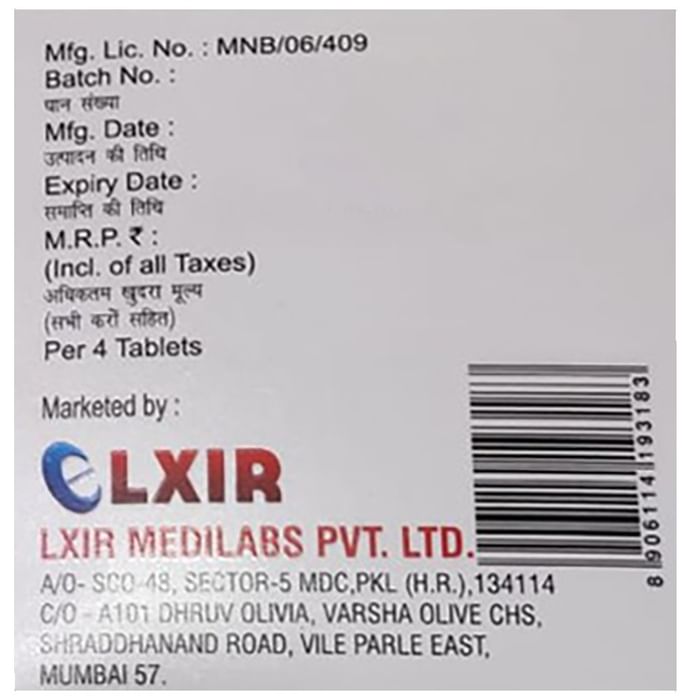 Mfg. Lic. No. : MNB/06/409
Batch No. :
घान संख्या
Mfg. Date :
उत्पादन की तिथि
Expiry Date :
समाप्ति की तिथि
M.R.P. ₹ :
(Incl. of all Taxes)
अधिकतम खुदरा मूल्य
(सभी करों सहित)
Per 4 Tablets
Marketed by :
eLXIR
LXIR MEDILABS PVT. LTD.
A/O- SCO-48, SECTOR-5 MDC,PKL (H.R.),134114
C/O - A101 DHRUV OLIVIA, VARSHA OLIVE CHS,
SHRADDHANAND ROAD, VILE PARLE EAST,
MUMBAI 57.
8 906114 193183